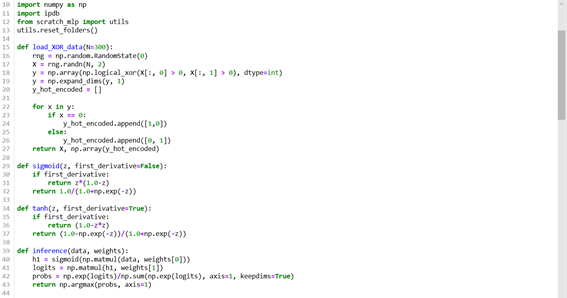 10 import numpy as np
11 import ipdb
12 from scratch_mlp import utils
13 utils.reset_folders()
14
15 def load_XOR_data(N=300):
16     rng = np.random.RandomState(0)
17     X = rng.randn(N, 2)
18     y = np.array(np.logical_xor(X[:, 0] > 0, X[:, 1] > 0), dtype=int)
19     y = np.expand_dims(y, 1)
20     y_hot_encoded = []
21
22     for x in y:
23         if x == 0:
24             y_hot_encoded.append([1,0])
25         else:
26             y_hot_encoded.append([0, 1])
27     return X, np.array(y_hot_encoded)
28
29 def sigmoid(z, first_derivative=False):
30     if first_derivative:
31         return z*(1.0-z)
32     return 1.0/(1.0+np.exp(-z))
33
34 def tanh(z, first_derivative=True):
35     if first_derivative:
36         return (1.0-z*z)
37     return (1.0-np.exp(-z))/(1.0+np.exp(-z))
38
39 def inference(data, weights):
40     h1 = sigmoid(np.matmul(data, weights[0]))
41     logits = np.matmul(h1, weights[1])
42     probs = np.exp(logits)/np.sum(np.exp(logits), axis=1, keepdims=True)
43     return np.argmax(probs, axis=1)
44